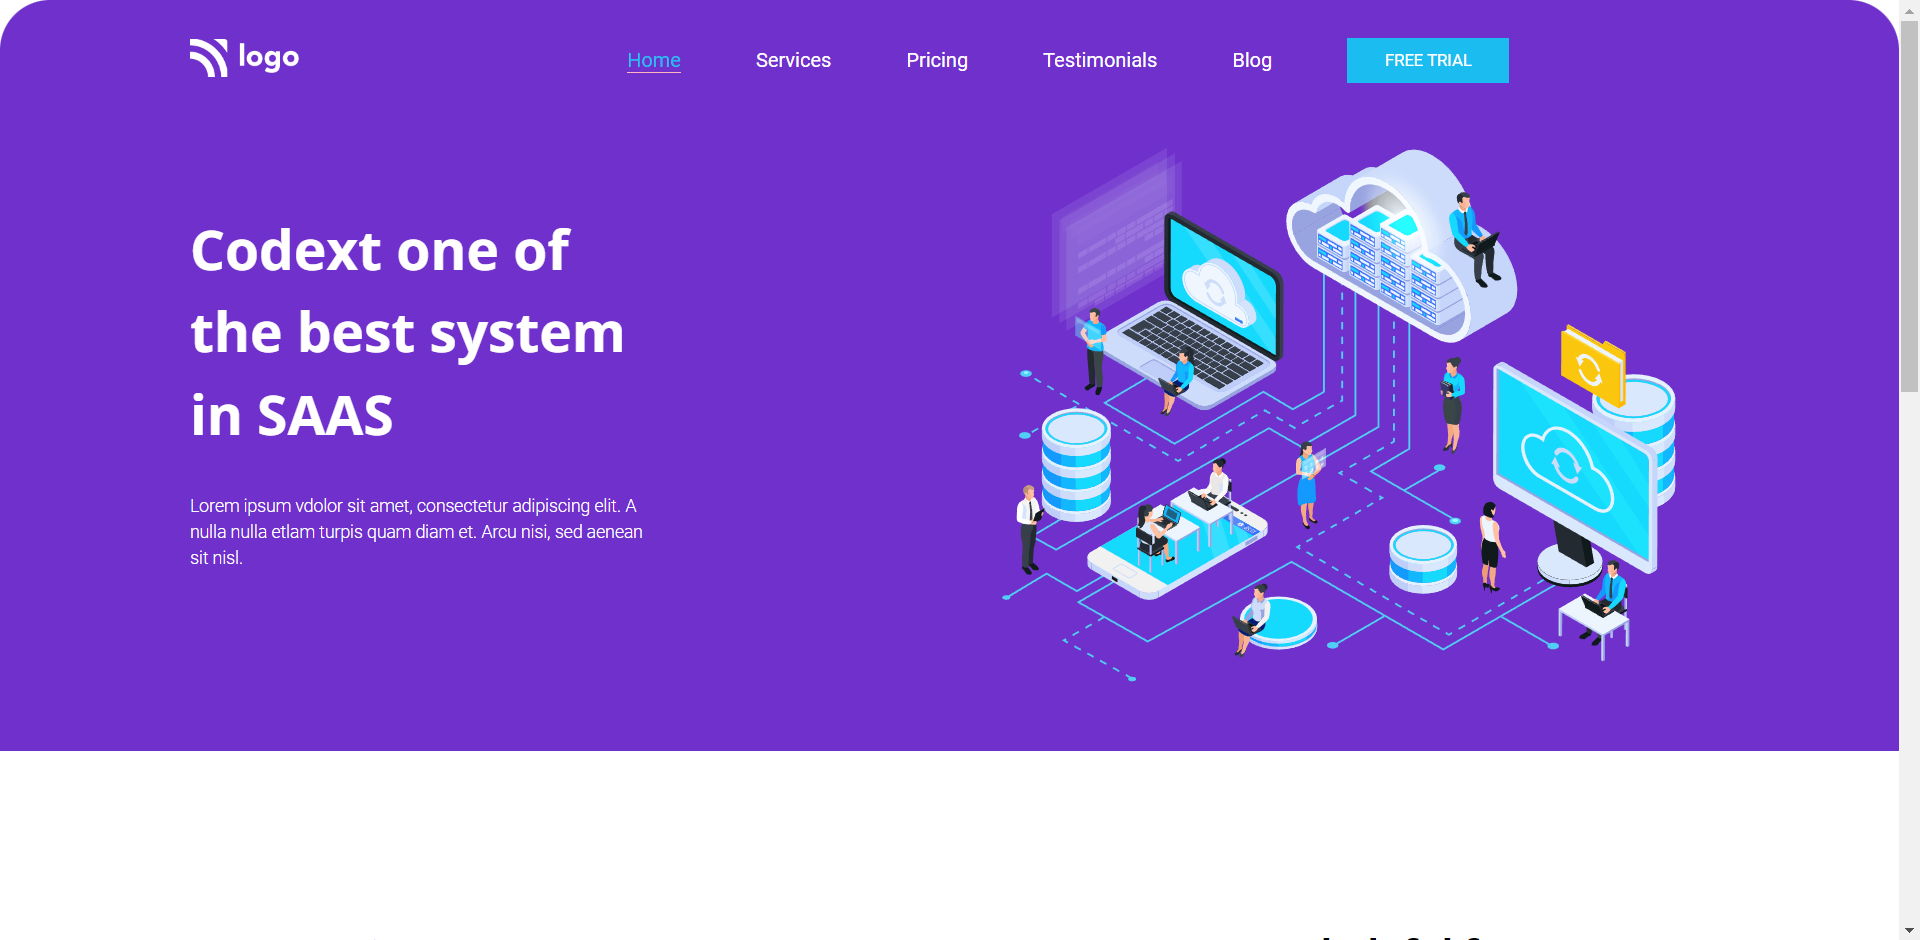 logo
Home
Services
Pricing
Testimonials
Blog
FREE TRIAL
Codext one of
the best system
in SAAS
Lorem ipsum vdolor sit amet, consectetur adipiscing elit. A
nulla nulla etlam turpis quam diam et. Arcu nisi, sed aenean
sit nisl.